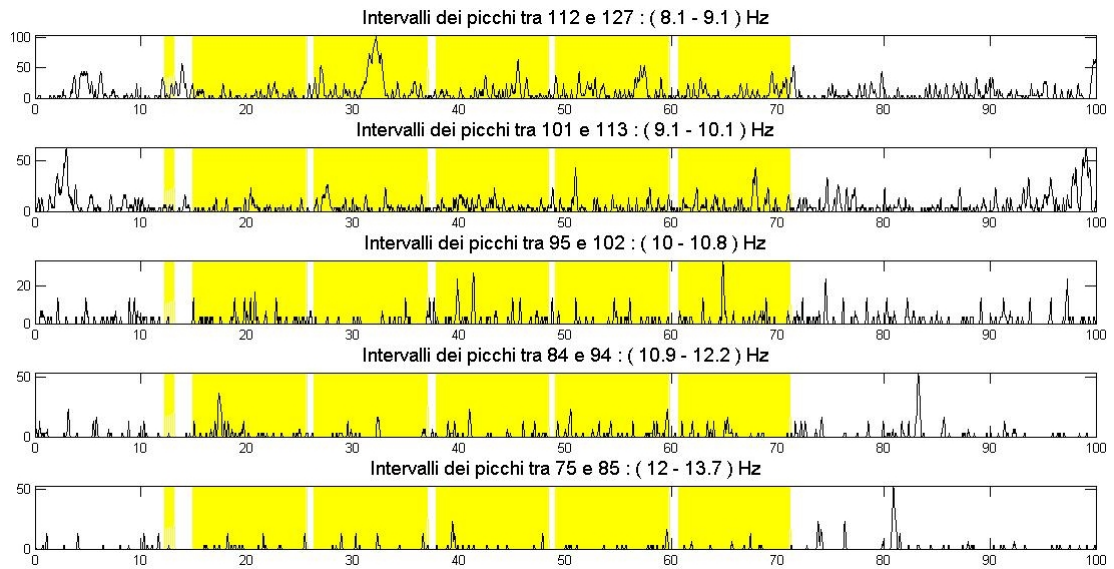 Intervalli dei picchi tra 112 e 127 : ( 8.1 - 9.1 ) Hz
100
50
0
0 10 20 30 40 50 60 70 80 90 100
Intervalli dei picchi tra 101 e 113 : ( 9.1 - 10.1 ) Hz
50
0
0 10 20 30 40 50 60 70 80 90 100
Intervalli dei picchi tra 95 e 102 : ( 10 - 10.8 ) Hz
20
0
0 10 20 30 40 50 60 70 80 90 100
Intervalli dei picchi tra 84 e 94 : ( 10.9 - 12.2 ) Hz
50
0
0 10 20 30 40 50 60 70 80 90 100
Intervalli dei picchi tra 75 e 85 : ( 12 - 13.7 ) Hz
50
0
0 10 20 30 40 50 60 70 80 90 100